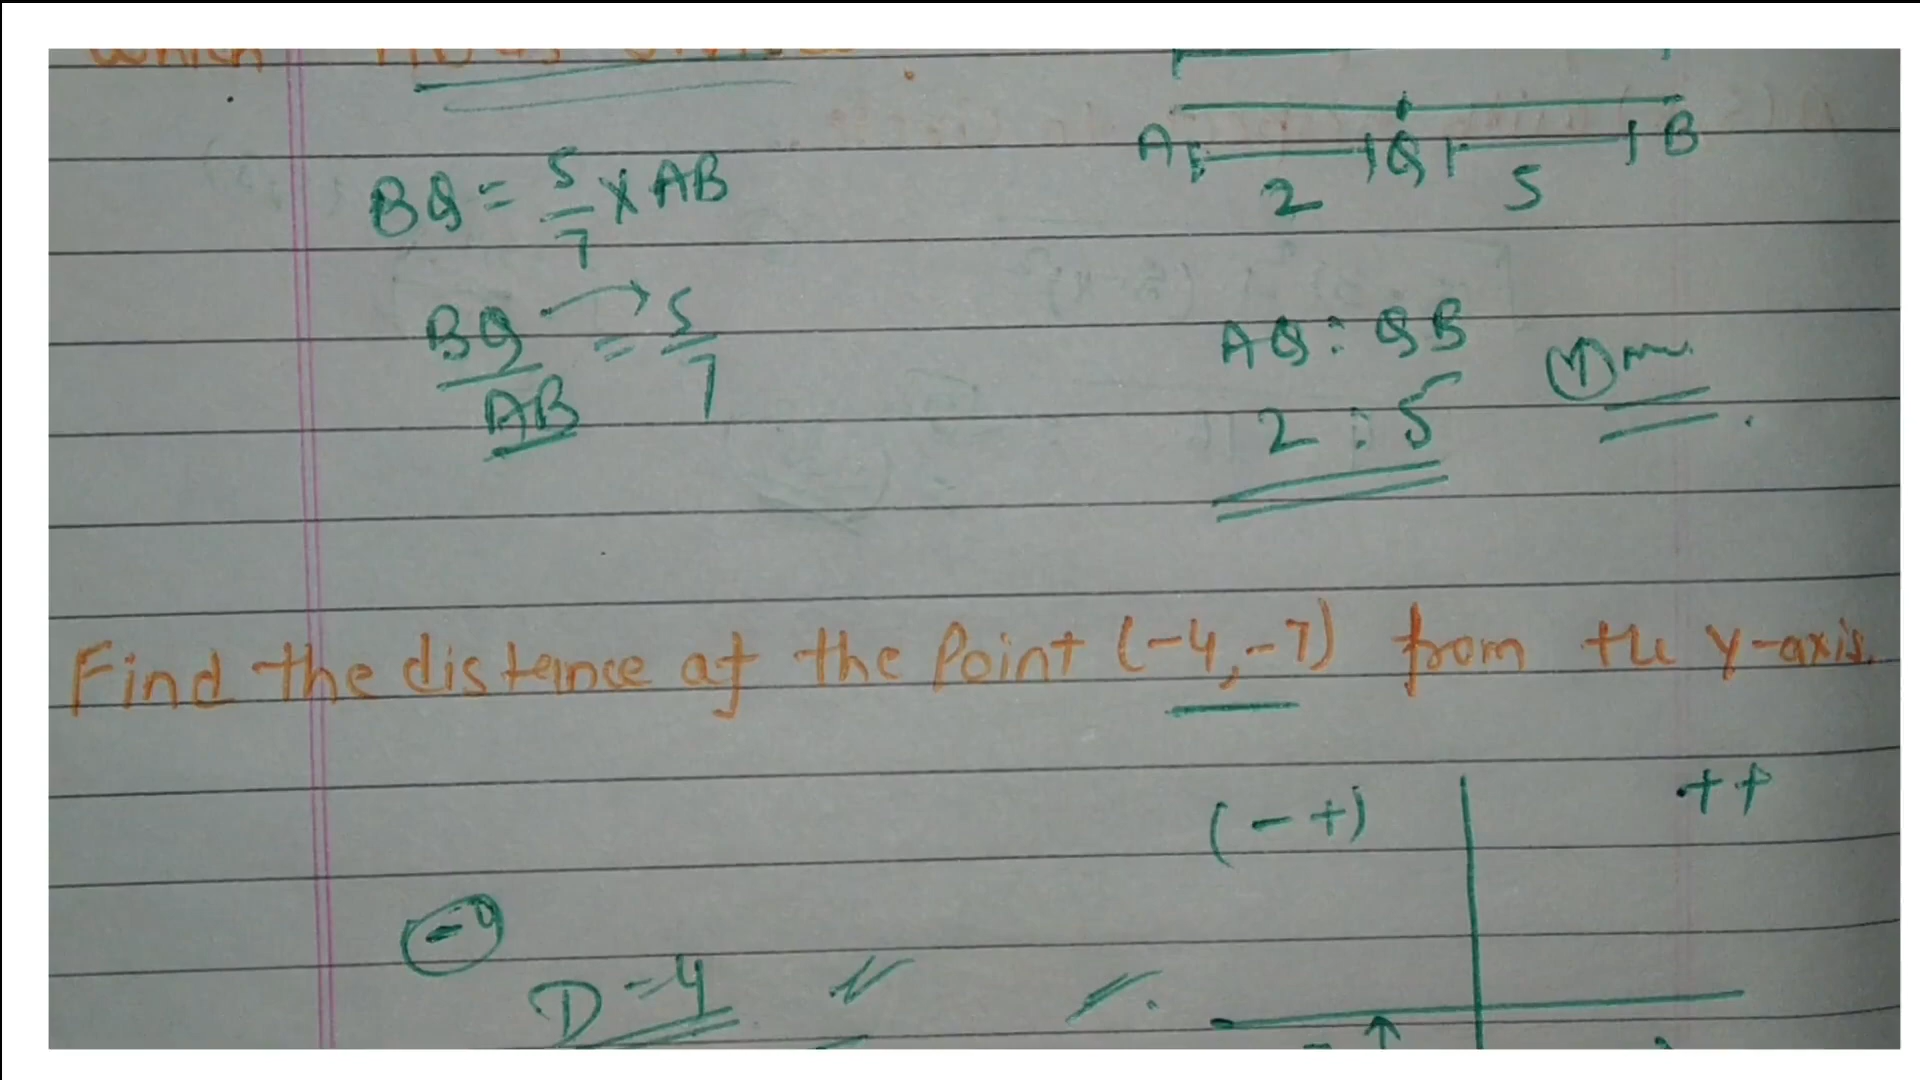 which
BQ = 5/7 X AB
A Q B
2 5
BQ/AB = 5/7
AQ : QB
2 : 5
Find the distance of the Point (-4,-7) from the Y-axis.
(- +) ++
-4
D = 4